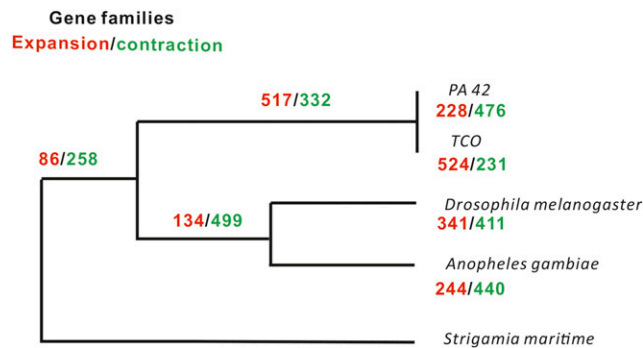 Gene families
Expansion/contraction
517/332
PA 42
228/476
TCO
524/231
86/258
134/499
Drosophila melanogaster
341/411
Anopheles gambiae
244/440
Strigamia maritime